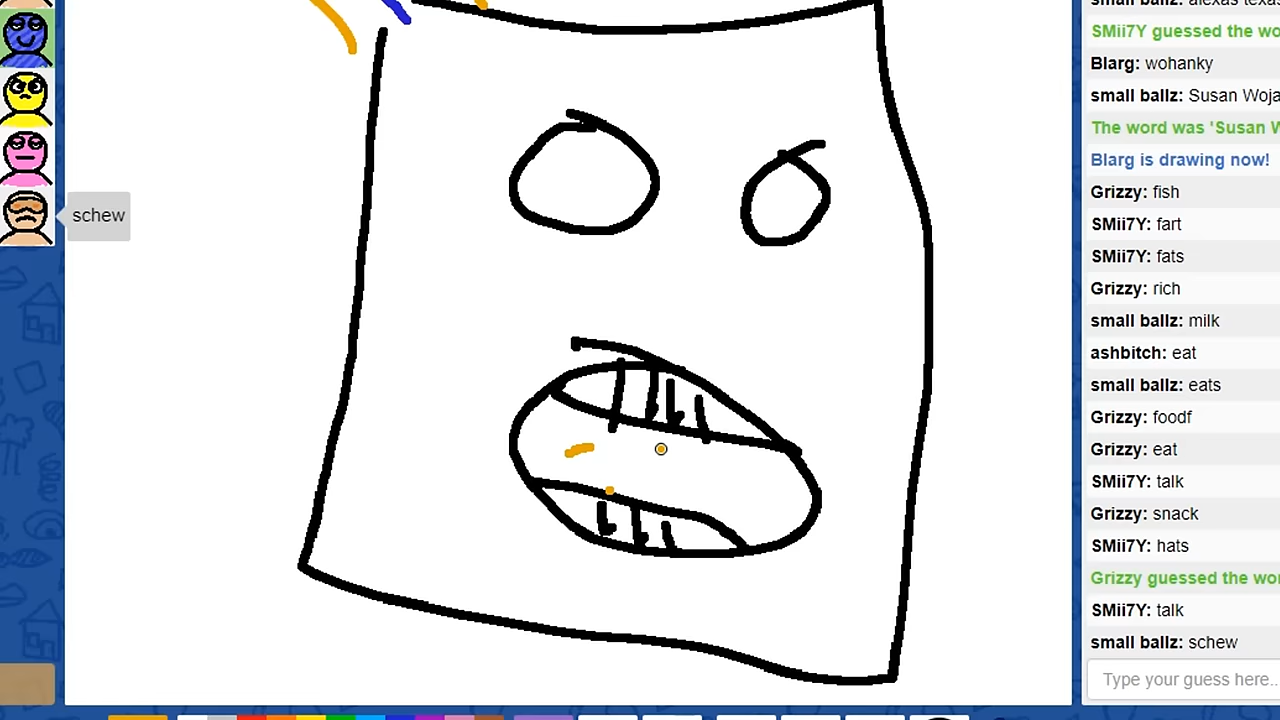 schew
small ballz: alexas texas
SMii7Y guessed the wo
Blarg: wohanky
small ballz: Susan Woja
The word was 'Susan W
Blarg is drawing now!
Grizzy: fish
SMii7Y: fart
SMii7Y: fats
Grizzy: rich
small ballz: milk
ashbitch: eat
small ballz: eats
Grizzy: foodf
Grizzy: eat
SMii7Y: talk
Grizzy: snack
SMii7Y: hats
Grizzy guessed the wo
SMii7Y: talk
small ballz: schew
Type your guess here..